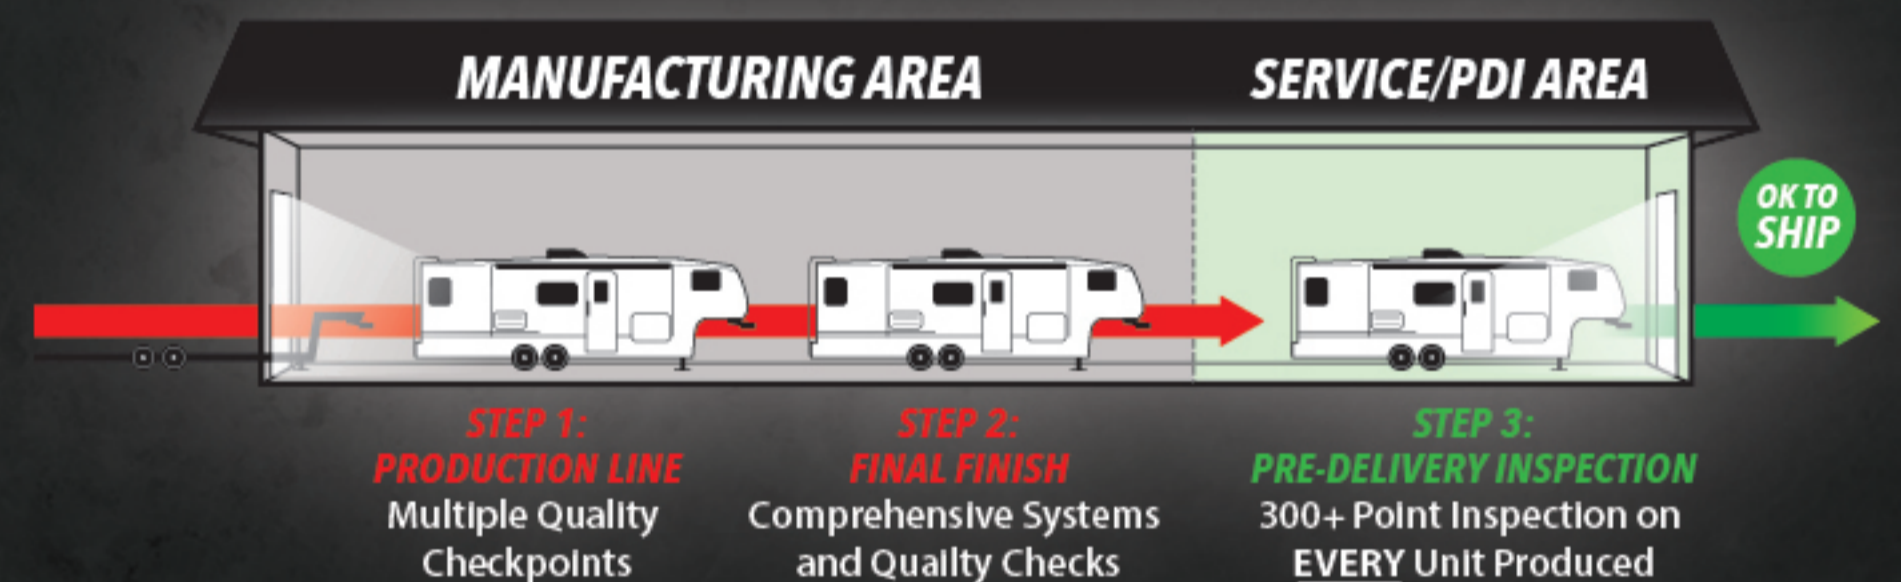 MANUFACTURING AREA
SERVICE/PDI AREA
OK TO
SHIP
STEP 1:
PRODUCTION LINE
Multiple Quality
Checkpoints
STEP 2:
FINAL FINISH
Comprehensive Systems
and Quailty Checks
STEP 3:
PRE-DELIVERY INSPECTION
300+ Point Inspection on
EVERY Unit Produced